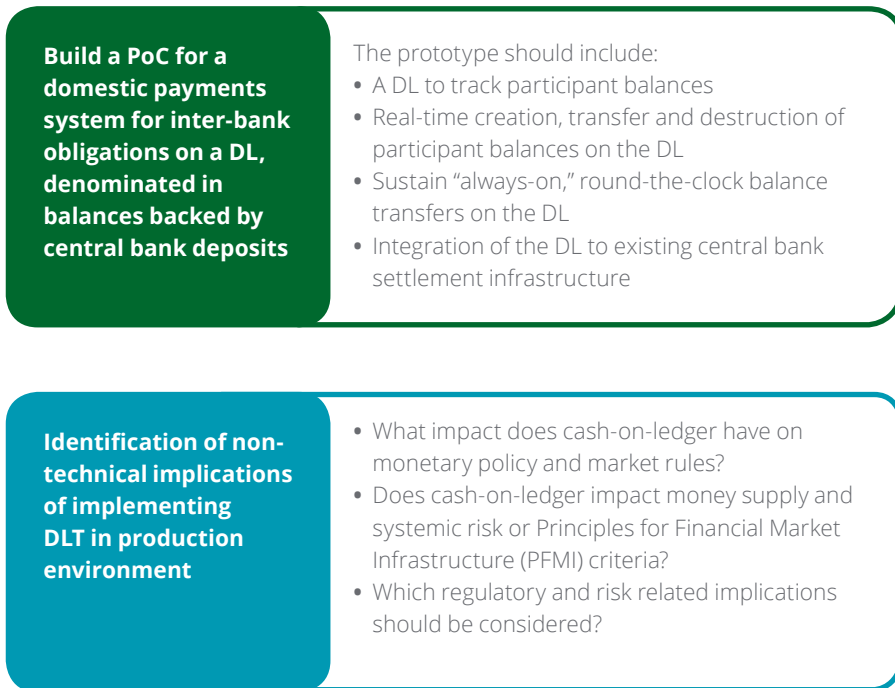 Build a PoC for a
domestic payments
system for inter-bank
obligations on a DL,
denominated in
balances backed by
central bank deposits
The prototype should include:
• A DL to track participant balances
• Real-time creation, transfer and destruction of
participant balances on the DL
• Sustain “always-on,” round-the-clock balance
transfers on the DL
• Integration of the DL to existing central bank
settlement infrastructure
Identification of non-
technical implications
of implementing
DLT in production
environment
• What impact does cash-on-ledger have on
monetary policy and market rules?
• Does cash-on-ledger impact money supply and
systemic risk or Principles for Financial Market
Infrastructure (PFMI) criteria?
• Which regulatory and risk related implications
should be considered?